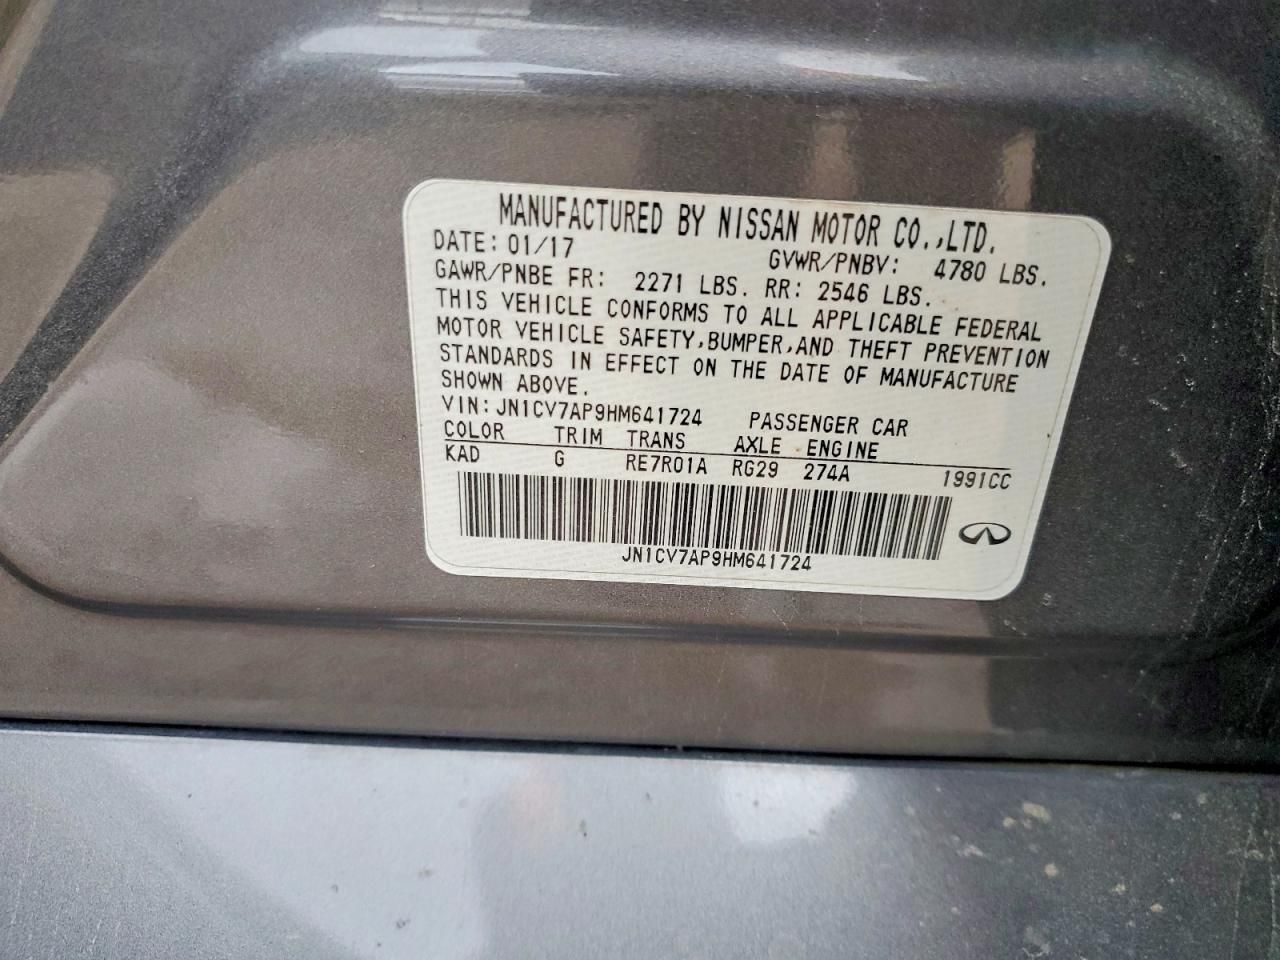 MANUFACTURED BY NISSAN MOTOR CO.,LTD.
DATE: 01/17 GVWR/PNBV: 4780 LBS.
GAWR/PNBE FR: 2271 LBS. RR: 2546 LBS.
THIS VEHICLE CONFORMS TO ALL APPLICABLE FEDERAL
MOTOR VEHICLE SAFETY,BUMPER,AND THEFT PREVENTION
STANDARDS IN EFFECT ON THE DATE OF MANUFACTURE
SHOWN ABOVE.
VIN: JN1CV7AP9HM641724 PASSENGER CAR
COLOR TRIM TRANS AXLE ENGINE
KAD G RE7R01A RG29 274A 1991CC
JN1CV7AP9HM641724